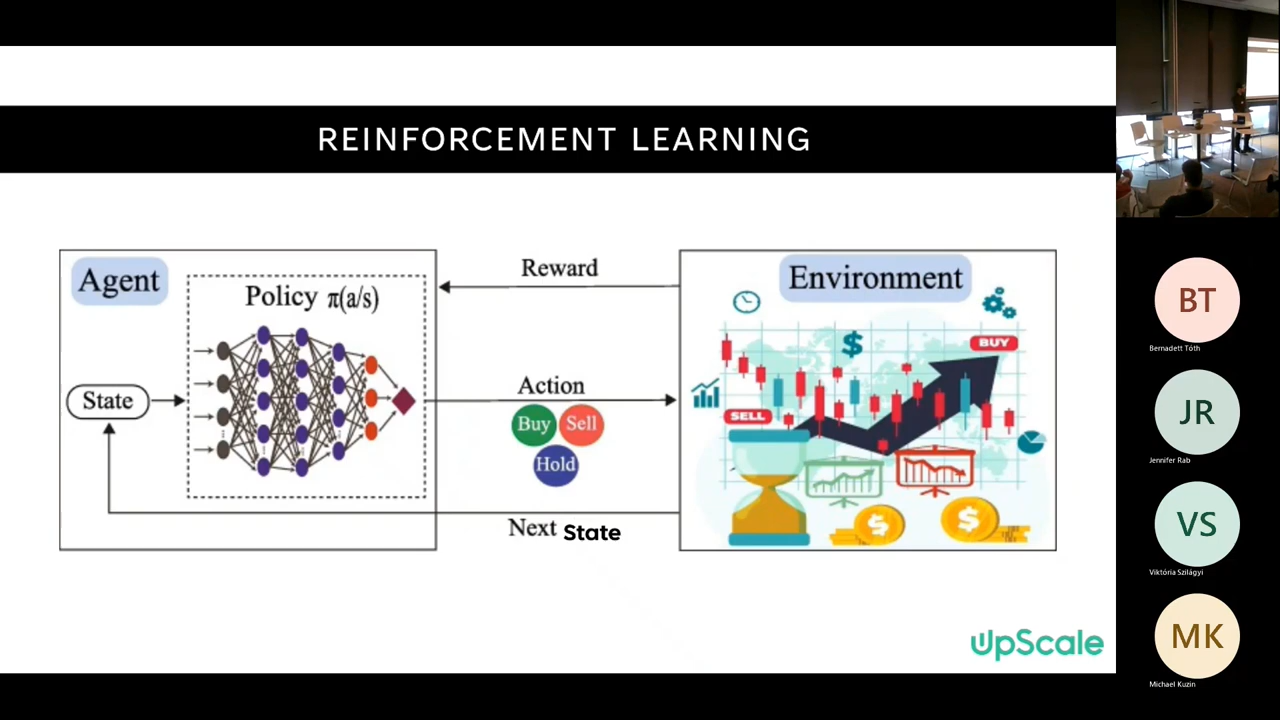 REINFORCEMENT LEARNING
Agent
Policy π(a/s)
State
Reward
Action
Buy
Sell
Hold
Next State
Environment
BUY
$
SELL
$
$
UpScale
BT
Bernadett Tóth
JR
Jennifer Rab
VS
Viktória Szilágyi
MK
Michael Kuzin